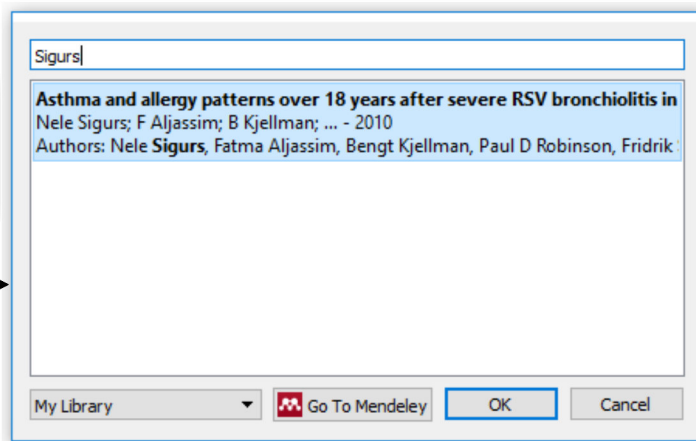 Sigurs
Asthma and allergy patterns over 18 years after severe RSV bronchiolitis in
Nele Sigurs; F Aljassim; B Kjellman; ... - 2010
Authors: Nele Sigurs, Fatma Aljassim, Bengt Kjellman, Paul D Robinson, Fridrik
My Library
Go To Mendeley
OK
Cancel